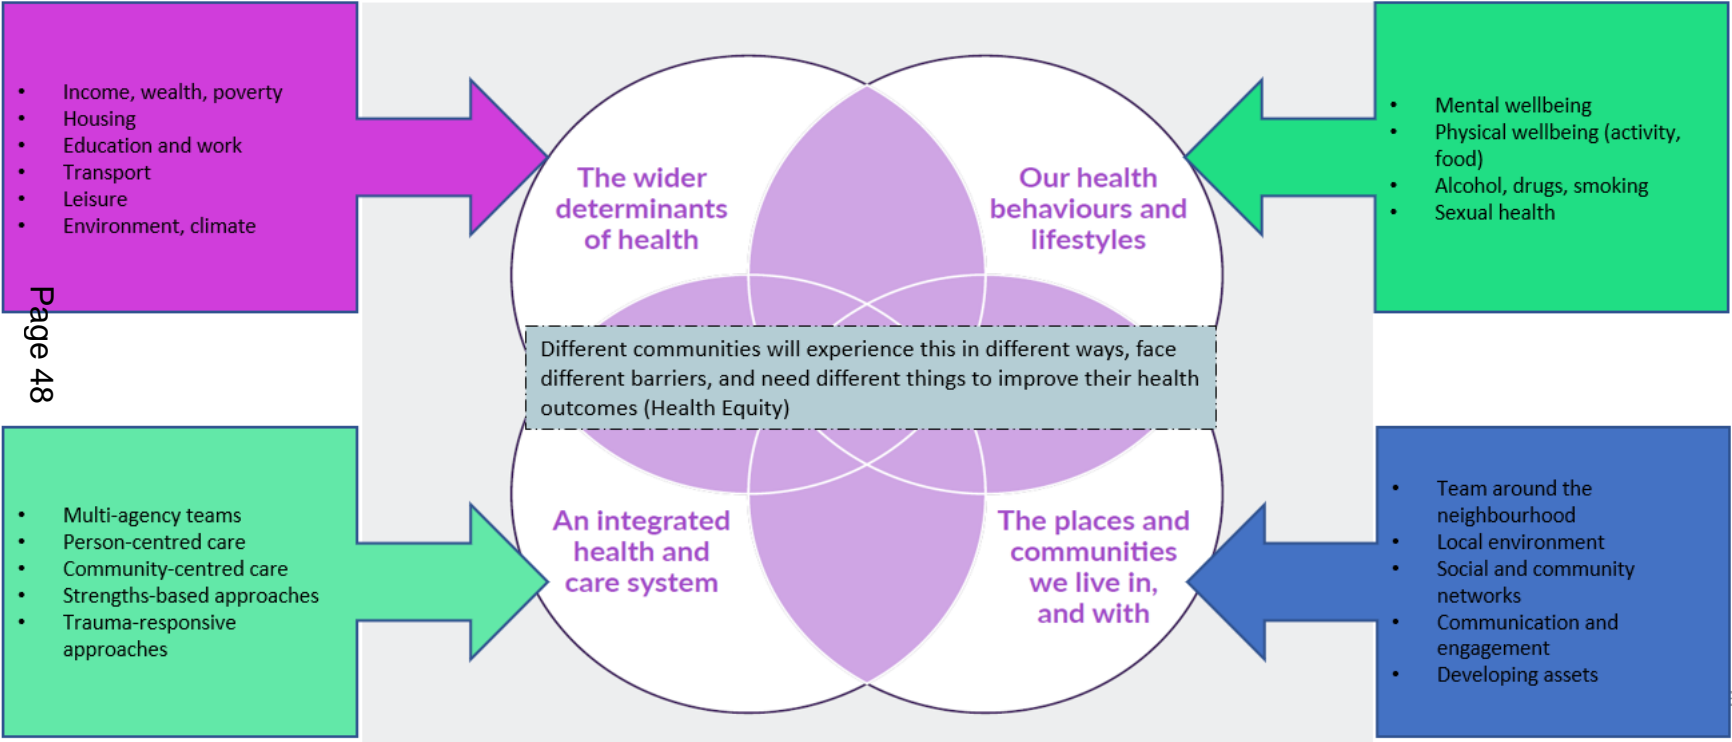 • Income, wealth, poverty
• Housing
• Education and work
• Transport
• Leisure
• Environment, climate
The wider
determinants
of health
Our health
behaviours and
lifestyles
• Mental wellbeing
• Physical wellbeing (activity,
food)
• Alcohol, drugs, smoking
• Sexual health
Page 48
Different communities will experience this in different ways, face
different barriers, and need different things to improve their health
outcomes (Health Equity)
• Multi-agency teams
• Person-centred care
• Community-centred care
• Strengths-based approaches
• Trauma-responsive
approaches
An integrated
health and
care system
The places and
communities
we live in,
and with
• Team around the
neighbourhood
• Local environment
• Social and community
networks
• Communication and
engagement
• Developing assets